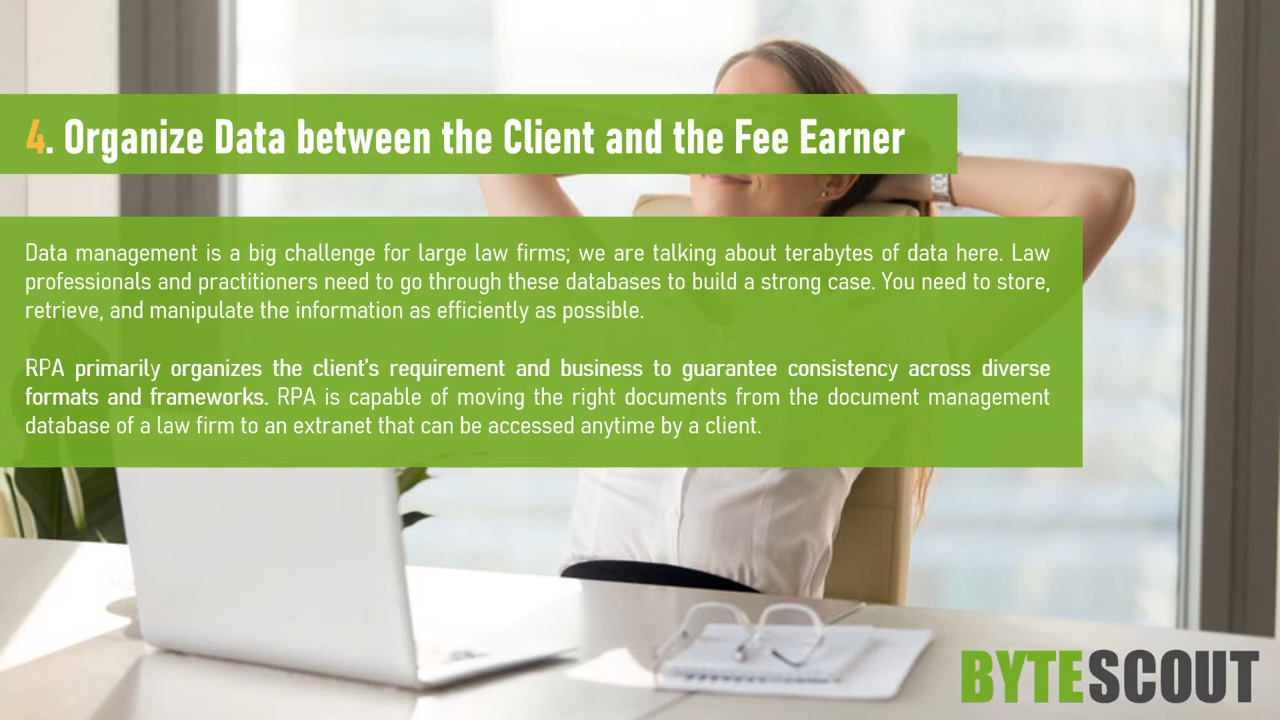 4. Organize Data between the Client and the Fee Earner
Data management is a big challenge for large law firms; we are talking about terabytes of data here. Law
professionals and practitioners need to go through these databases to build a strong case. You need to store,
retrieve, and manipulate the information as efficiently as possible.
RPA primarily organizes the client's requirement and business to guarantee consistency across diverse
formats and frameworks. RPA is capable of moving the right documents from the document management
database of a law firm to an extranet that can be accessed anytime by a client.
BYTESCOUT